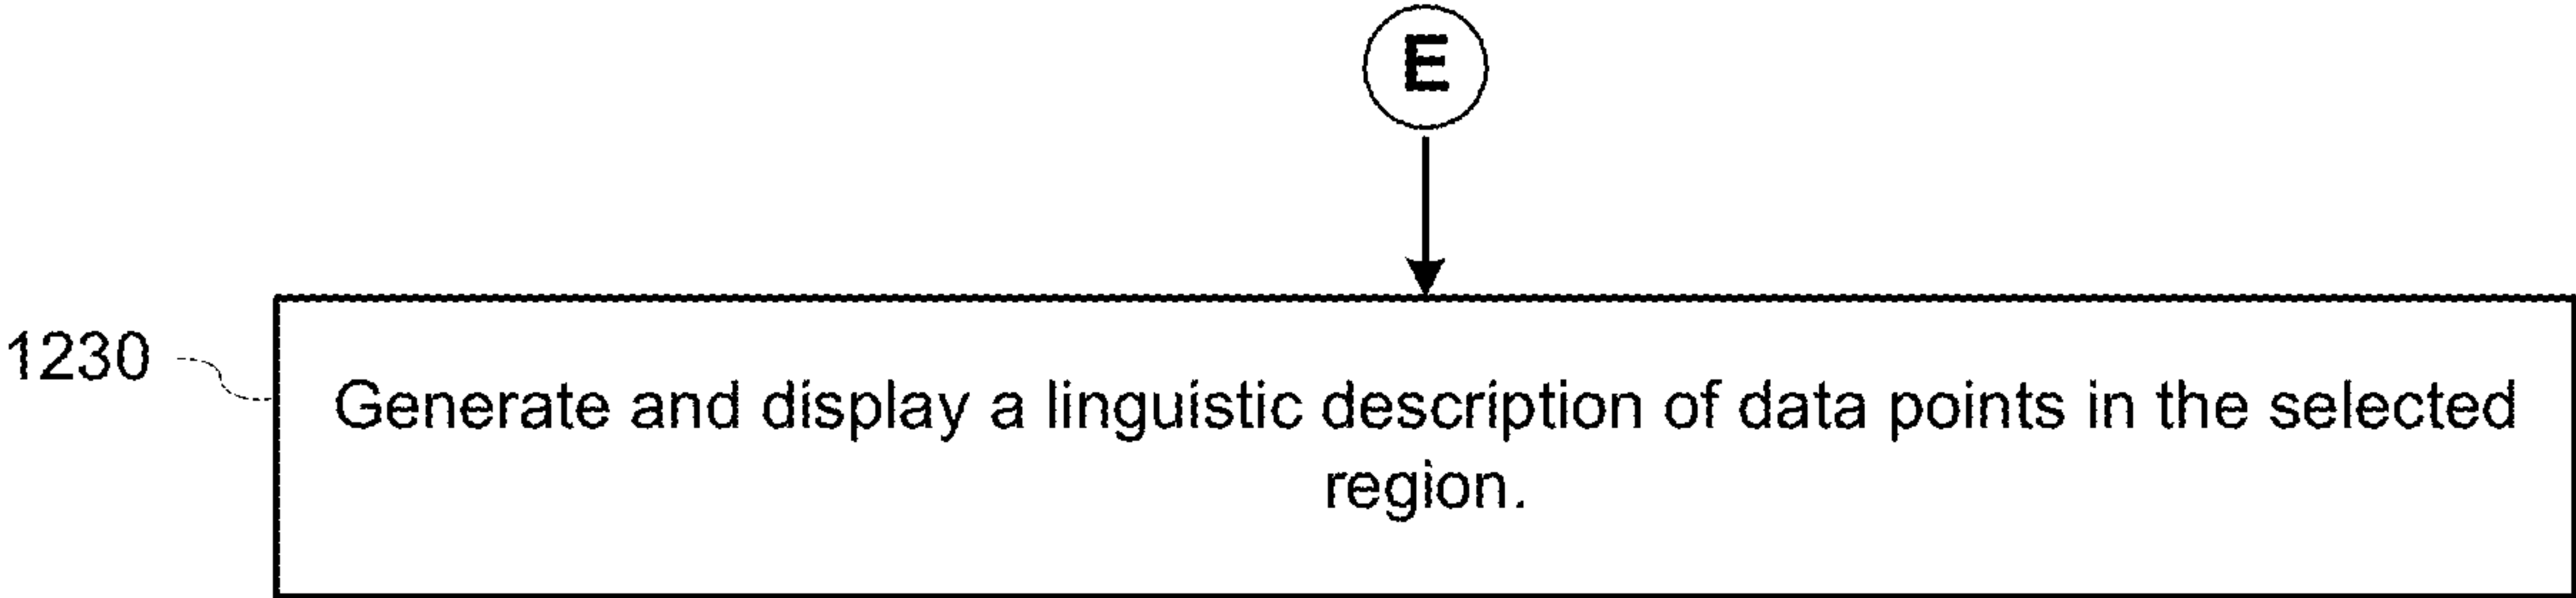 E
1230
Generate and display a linguistic description of data points in the selected
region.